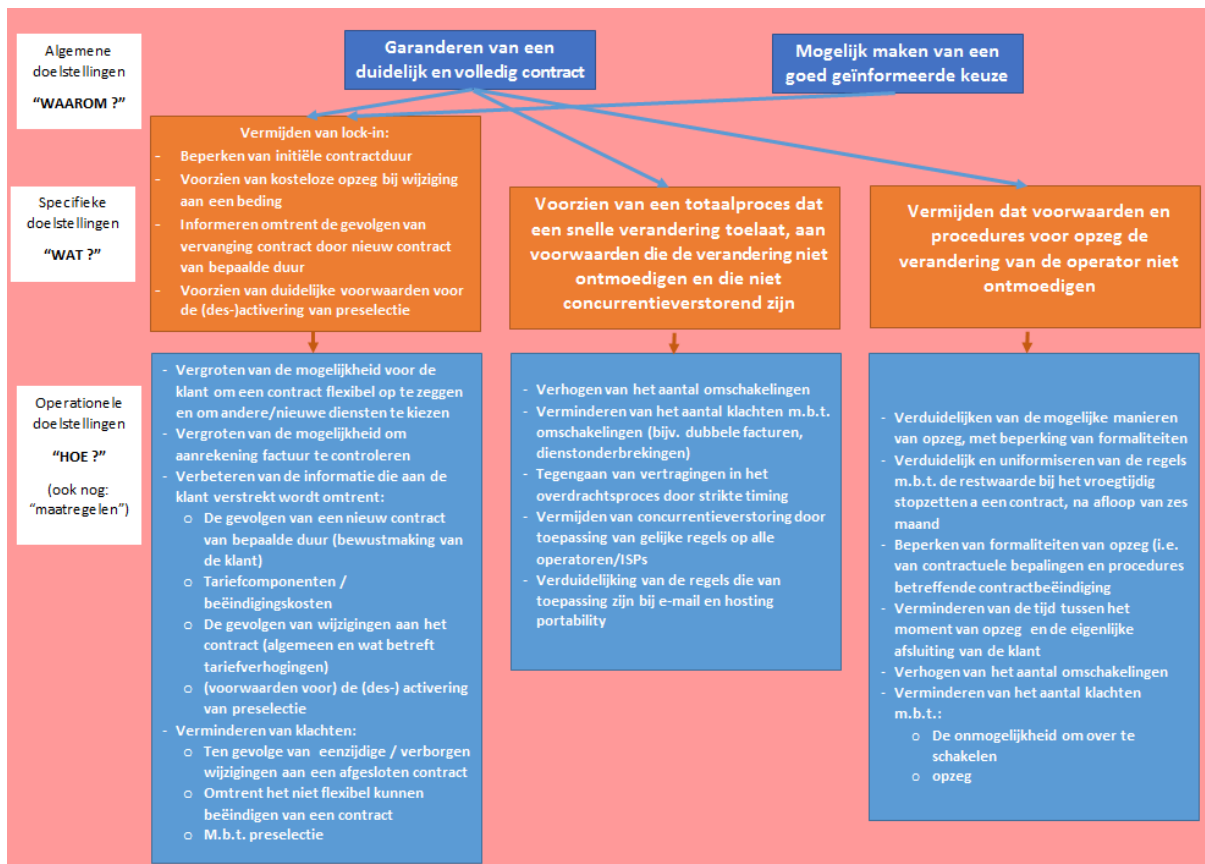 Algemene
doelstellingen
“WAAROM ?”
Garanderen van een
duidelijk en volledig contract
Mogelijk maken van een
goed geïnformeerde keuze
Specifieke
doelstellingen
“WAT ?”
Vermijden van lock-in:
- Beperken van initiële contractduur
- Voorzien van kosteloze opzeg bij wijziging
aan een beding
- Informeren omtrent de gevolgen van
vervanging contract door nieuw contract
van bepaalde duur
- Voorzien van duidelijke voorwaarden voor
de (des-)activering van preselectie
Voorzien van een totaalproces dat
een snelle verandering toelaat, aan
voorwaarden die de verandering niet
ontmoedigen en die niet
concurrentieverstorend zijn
Vermijden dat voorwaarden en
procedures voor opzeg de
verandering van de operator niet
ontmoedigen
Operationele
doelstellingen
“HOE ?”
(ook nog:
“maatregelen”)
- Vergroten van de mogelijkheid voor de
klant om een contract flexibel op te zeggen
en om andere/nieuwe diensten te kiezen
- Vergroten van de mogelijkheid om
aanrekening factuur te controleren
- Verbeteren van de informatie die aan de
klant verstrekt wordt omtrent:
o De gevolgen van een nieuw contract
van bepaalde duur (bewustmaking van
de klant)
o Tariefcomponenten /
beëindigingskosten
o De gevolgen van wijzigingen aan het
contract (algemeen en wat betreft
tariefverhogingen)
o (voorwaarden voor) de (des-) activering
van preselectie
- Verminderen van klachten:
o Ten gevolge van eenzijdige / verborgen
wijzigingen aan een afgesloten contract
o Omtrent het niet flexibel kunnen
beëindigen van een contract
o M.b.t. preselectie
- Verhogen van het aantal omschakelingen
- Verminderen van het aantal klachten m.b.t.
omschakelingen (bijv. dubbele facturen,
dienstonderbrekingen)
- Tegengaan van vertragingen in het
overdrachtsproces door strikte timing
- Vermijden van concurrentieverstoring door
toepassing van gelijke regels op alle
operatoren/ISPs
- Verduidelijking van de regels die van
toepassing zijn bij e-mail en hosting
portability
- Verduidelijken van de mogelijke manieren
van opzeg, met beperking van formaliteiten
- Verduidelijk en uniformiseren van de regels
m.b.t. de restwaarde bij het vroegtijdig
stopzetten a een contract, na afloop van zes
maand
- Beperken van formaliteiten van opzeg (i.e.
van contractuele bepalingen en procedures
betreffende contractbeëindiging
- Verminderen van de tijd tussen het
moment van opzeg en de eigenlijke
afsluiting van de klant
- Verhogen van het aantal omschakelingen
- Verminderen van het aantal klachten
m.b.t.:
o De onmogelijkheid om over te
schakelen
o opzeg